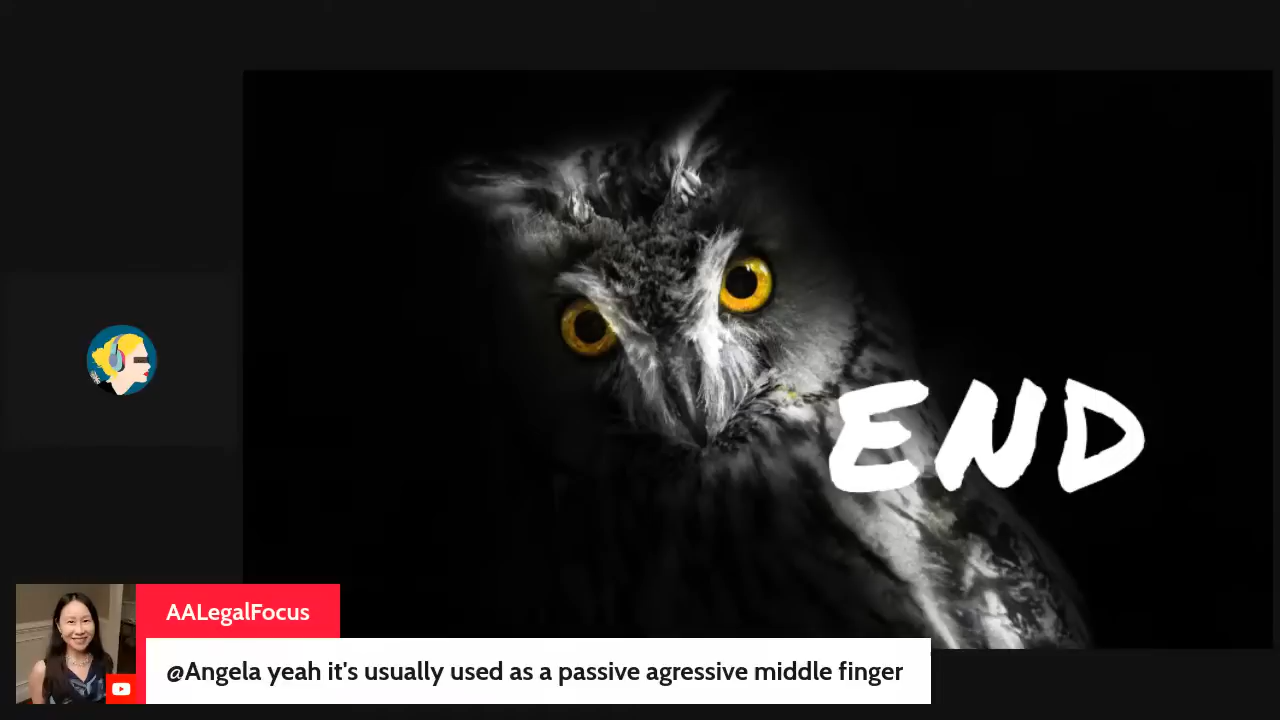 END
AALegalFocus
@Angela yeah it's usually used as a passive agressive middle finger